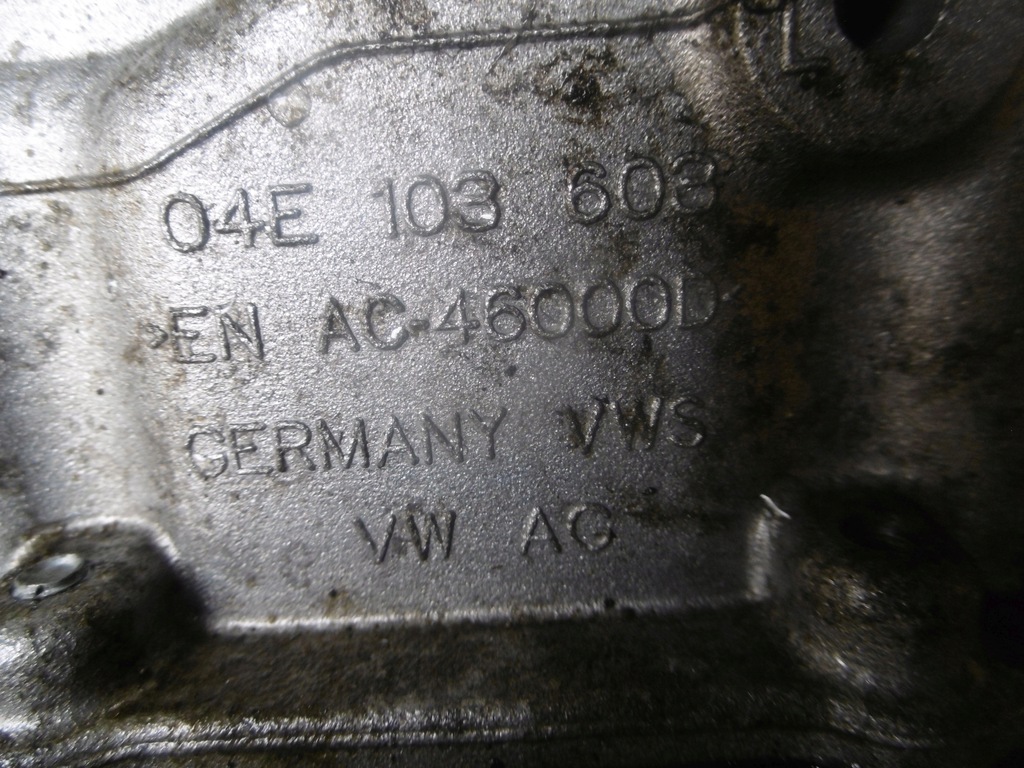 04E 103 603
>EN AC-46000D<
GERMANY VWS
VW AG